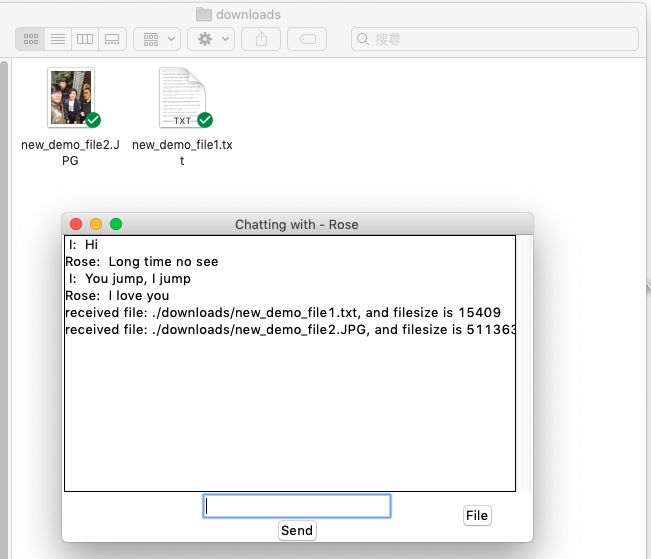 downloads
搜尋
new_demo_file2.J
PG
TXT
new_demo_file1.tx
t
Chatting with - Rose
I: Hi
Rose: Long time no see
I: You jump, I jump
Rose: I love you
received file: ./downloads/new_demo_file1.txt, and filesize is 15409
received file: ./downloads/new_demo_file2.JPG, and filesize is 511363
File
Send